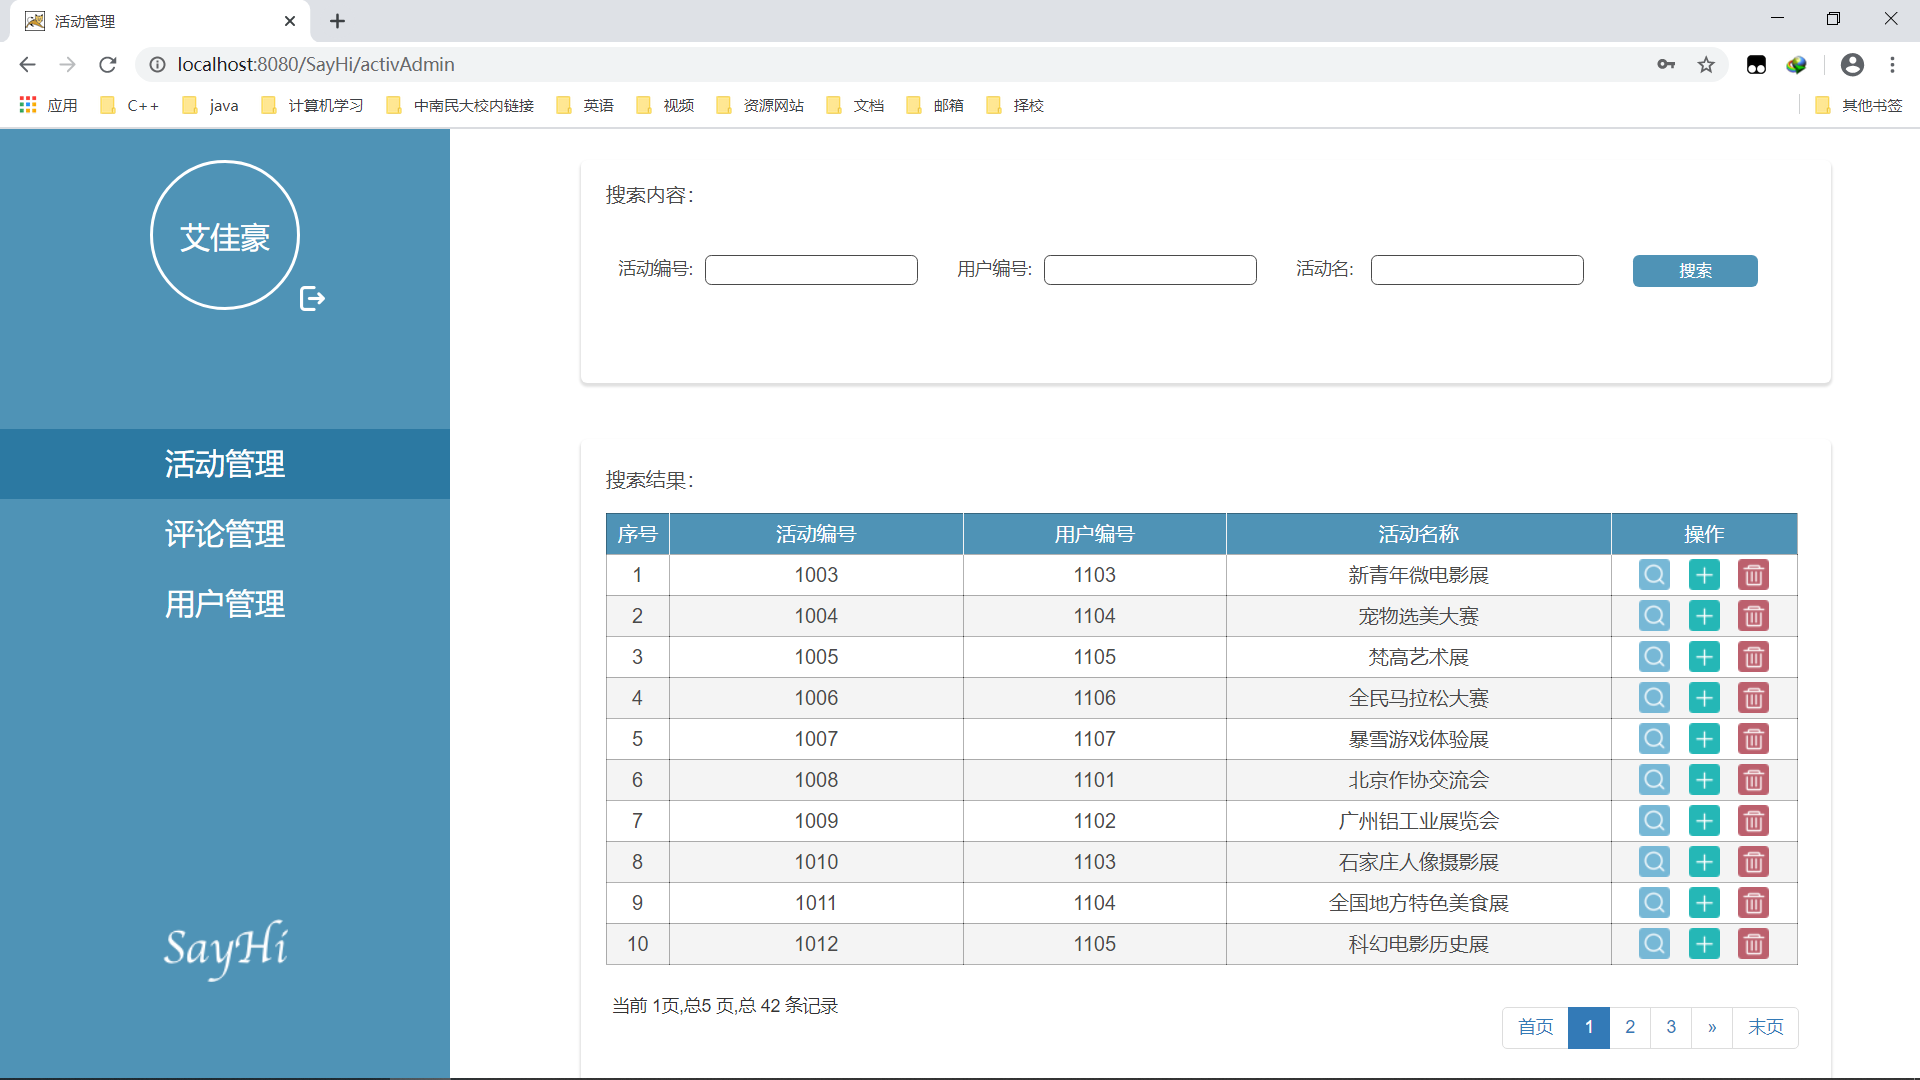 活动管理
localhost:8080/SayHi/activAdmin
应用 C++ java 计算机学习 中南民大校内链接 英语 视频 资源网站 文档 邮箱 择校 其他书签
艾佳豪
活动管理
评论管理
用户管理
SayHi
搜索内容：
活动编号: 用户编号: 活动名: 搜索
搜索结果：
序号 活动编号 用户编号 活动名称 操作
1 1003 1103 新青年微电影展
2 1004 1104 宠物选美大赛
3 1005 1105 梵高艺术展
4 1006 1106 全民马拉松大赛
5 1007 1107 暴雪游戏体验展
6 1008 1101 北京作协交流会
7 1009 1102 广州铝工业展览会
8 1010 1103 石家庄人像摄影展
9 1011 1104 全国地方特色美食展
10 1012 1105 科幻电影历史展
当前 1页,总5 页,总 42 条记录
首页 1 2 3 » 末页